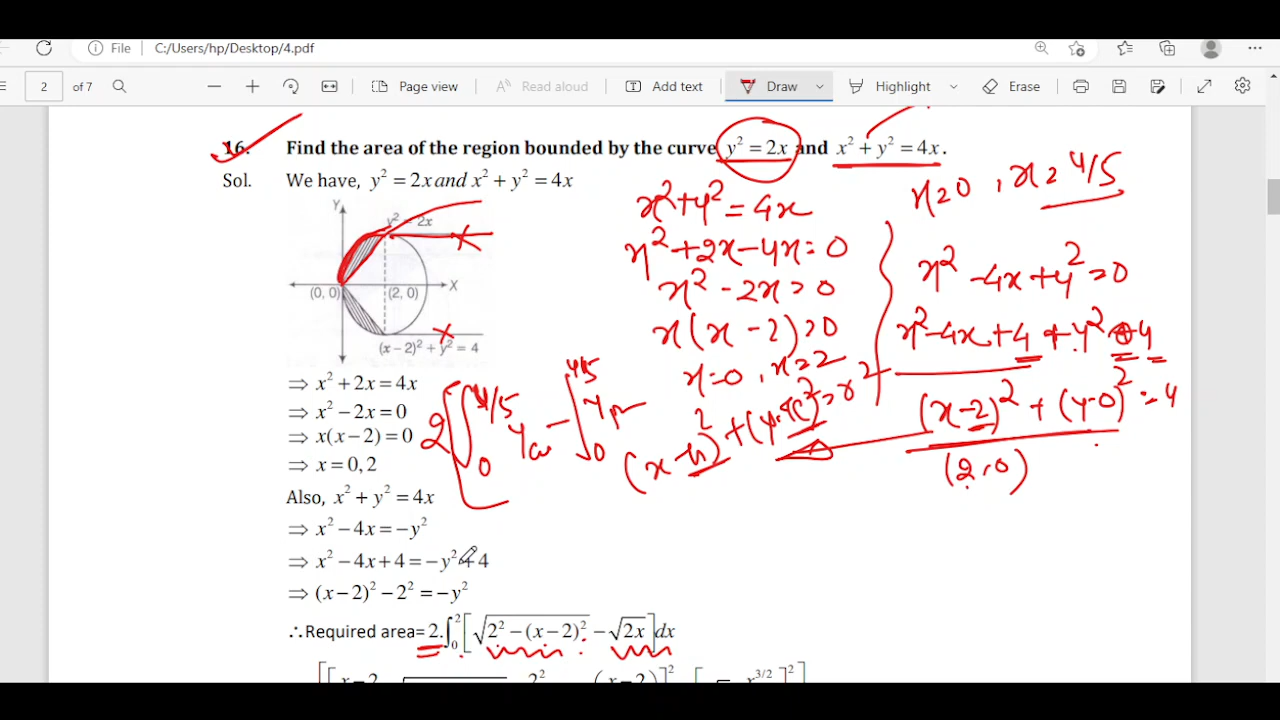 File C:/Users/hp/Desktop/4.pdf
2 of 7 Page view Read aloud Add text Draw Highlight Erase
16. Find the area of the region bounded by the curve y² = 2x and x² + y² = 4x.
Sol. We have, y² = 2x and x² + y² = 4x
x² + y² = 4x
x² + 2x − 4x = 0
x² − 2x = 0
x(x − 2) = 0
x = 0, x = 2
x = 0, x = 4/5
x² − 4x + y² = 0
x² − 4x + 4 + y² = 4
(x − 2)² + (y − 0)² = 4
(2, 0)
Y
y² = 2x
(0, 0) (2, 0) X
(x − 2)² + y² = 4
⇒ x² + 2x = 4x
⇒ x² − 2x = 0
⇒ x(x − 2) = 0
⇒ x = 0, 2
Also, x² + y² = 4x
⇒ x² − 4x = −y²
⇒ x² − 4x + 4 = −y² + 4
⇒ (x − 2)² − 2² = −y²
∴ Required area = 2.∫₀² [√(2² − (x − 2)²) − √(2x)] dx